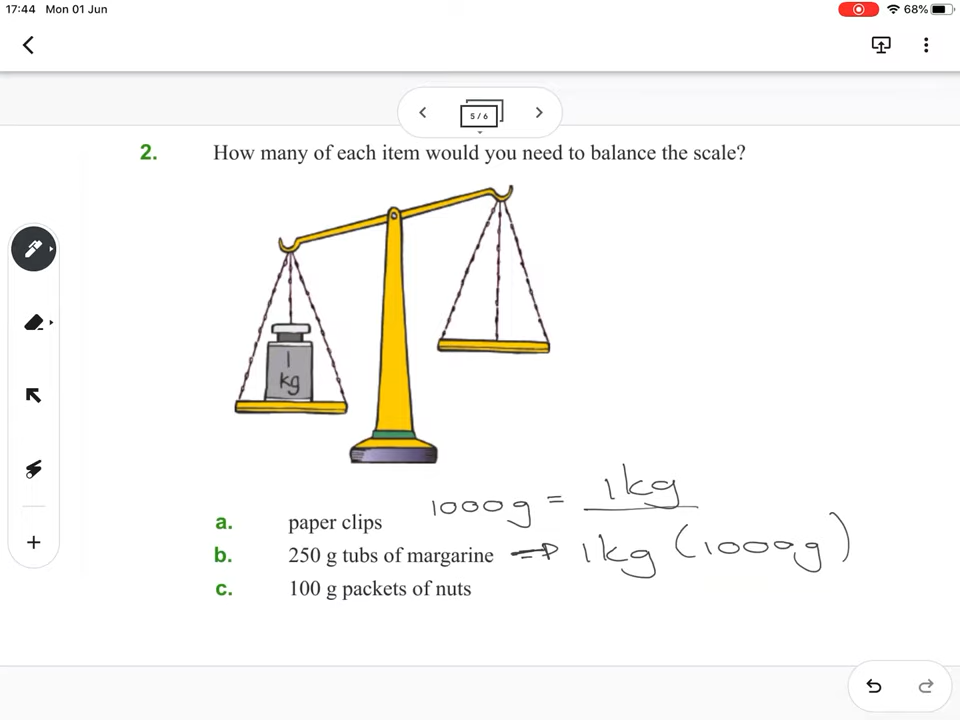 17:44 Mon 01 Jun
68%
5 / 6
2. How many of each item would you need to balance the scale?
1
kg
a. paper clips 1000g = 1kg
b. 250 g tubs of margarine ⇒ 1kg (1000g)
c. 100 g packets of nuts